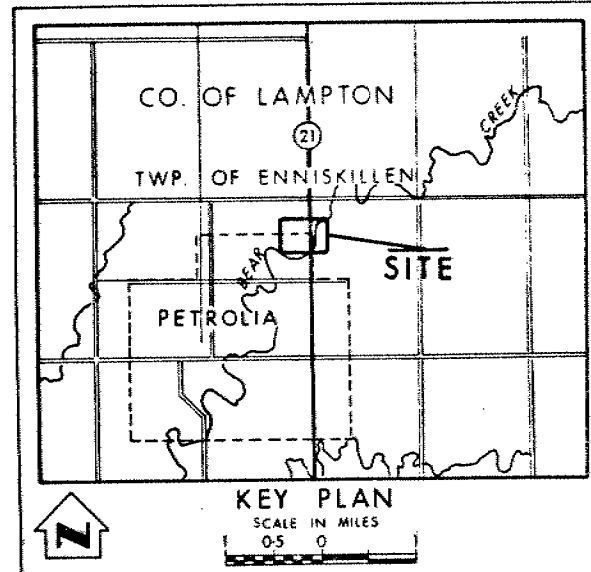 CO. OF LAMPTON
21
CREEK
TWP. OF ENNISKILLEN
BEAR
SITE
PETROLIA
KEY PLAN
SCALE IN MILES
1 0·5 0 1
N